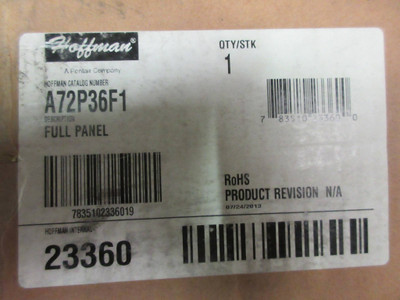 Hoffman
A Pentair Company
QTY/STK
1
HOFFMAN CATALOG NUMBER
A72P36F1
DESCRIPTION
FULL PANEL
7835102336019
RoHS
PRODUCT REVISION N/A
HOFFMAN INTERNAL
23360